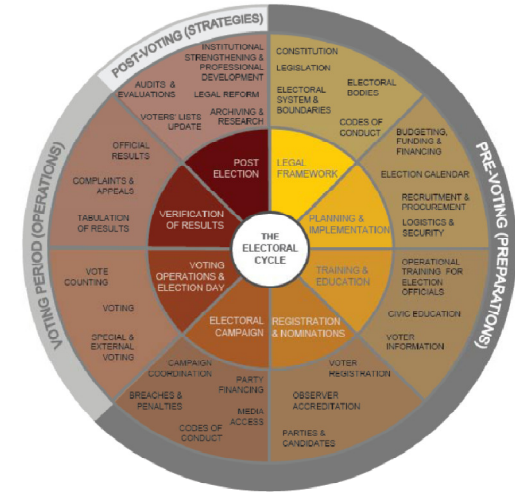 POST-VOTING (STRATEGIES)
PRE-VOTING (PREPARATIONS)
VOTING PERIOD (OPERATIONS)
THE
ELECTORAL
CYCLE
LEGAL
FRAMEWORK
CONSTITUTION
LEGISLATION
ELECTORAL
BODIES
ELECTORAL
SYSTEM &
BOUNDARIES
CODES OF
CONDUCT
PLANNING &
IMPLEMENTATION
BUDGETING,
FUNDING &
FINANCING
ELECTION CALENDAR
RECRUITMENT &
PROCUREMENT
LOGISTICS &
SECURITY
TRAINING &
EDUCATION
OPERATIONAL
TRAINING FOR
ELECTION
OFFICIALS
CIVIC EDUCATION
VOTER
INFORMATION
REGISTRATION
& NOMINATIONS
VOTER
REGISTRATION
OBSERVER
ACCREDITATION
PARTIES &
CANDIDATES
ELECTORAL
CAMPAIGN
CAMPAIGN
COORDINATION
PARTY
FINANCING
BREACHES &
PENALTIES
MEDIA
ACCESS
CODES OF
CONDUCT
VOTING
OPERATIONS &
ELECTION DAY
VOTE
COUNTING
VOTING
SPECIAL &
EXTERNAL
VOTING
VERIFICATION
OF RESULTS
OFFICIAL
RESULTS
COMPLAINTS &
APPEALS
TABULATION
OF RESULTS
POST
ELECTION
INSTITUTIONAL
STRENGTHENING &
PROFESSIONAL
DEVELOPMENT
AUDITS &
EVALUATIONS
LEGAL REFORM
ARCHIVING &
RESEARCH
VOTERS' LISTS
UPDATE